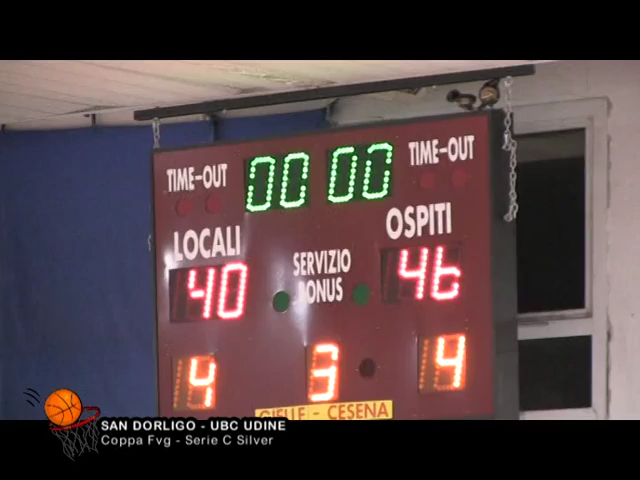 TIME-OUT 00 00 TIME-OUT
LOCALI OSPITI
SERVIZIO
40 BONUS 46
4 3 4
GIELLE - CESENA
SAN DORLIGO - UBC UDINE
Coppa Fvg - Serie C Silver